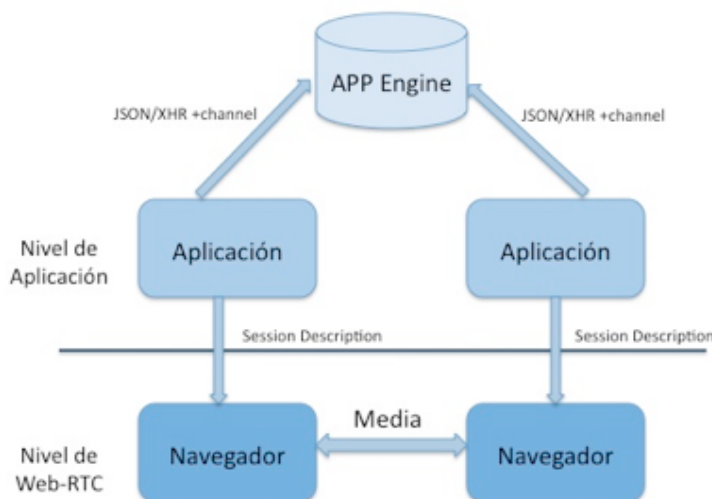 APP Engine
JSON/XHR +channel
JSON/XHR +channel
Nivel de
Aplicación
Aplicación
Aplicación
Session Description
Session Description
Media
Nivel de
Web-RTC
Navegador
Navegador